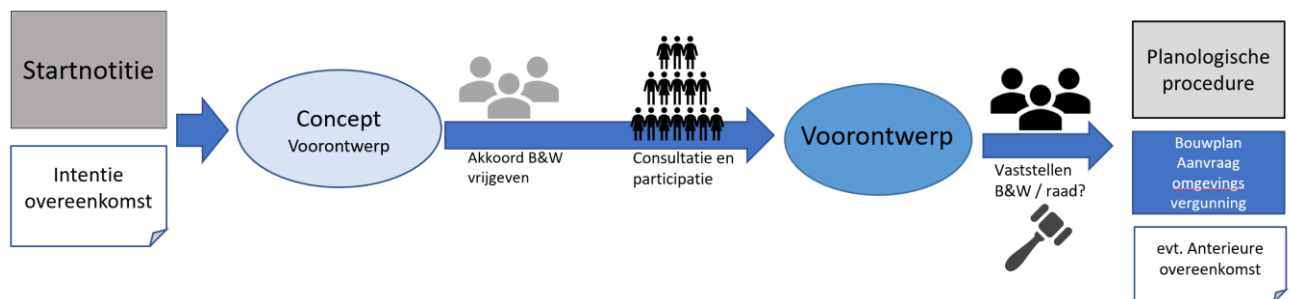 Startnotitie
Intentie
overeenkomst
Concept
Voorontwerp
Akkoord B&W
vrijgeven
Consultatie en
participatie
Voorontwerp
Vaststellen
B&W / raad?
Planologische
procedure
Bouwplan
Aanvraag
omgevings
vergunning
evt. Anterieure
overeenkomst